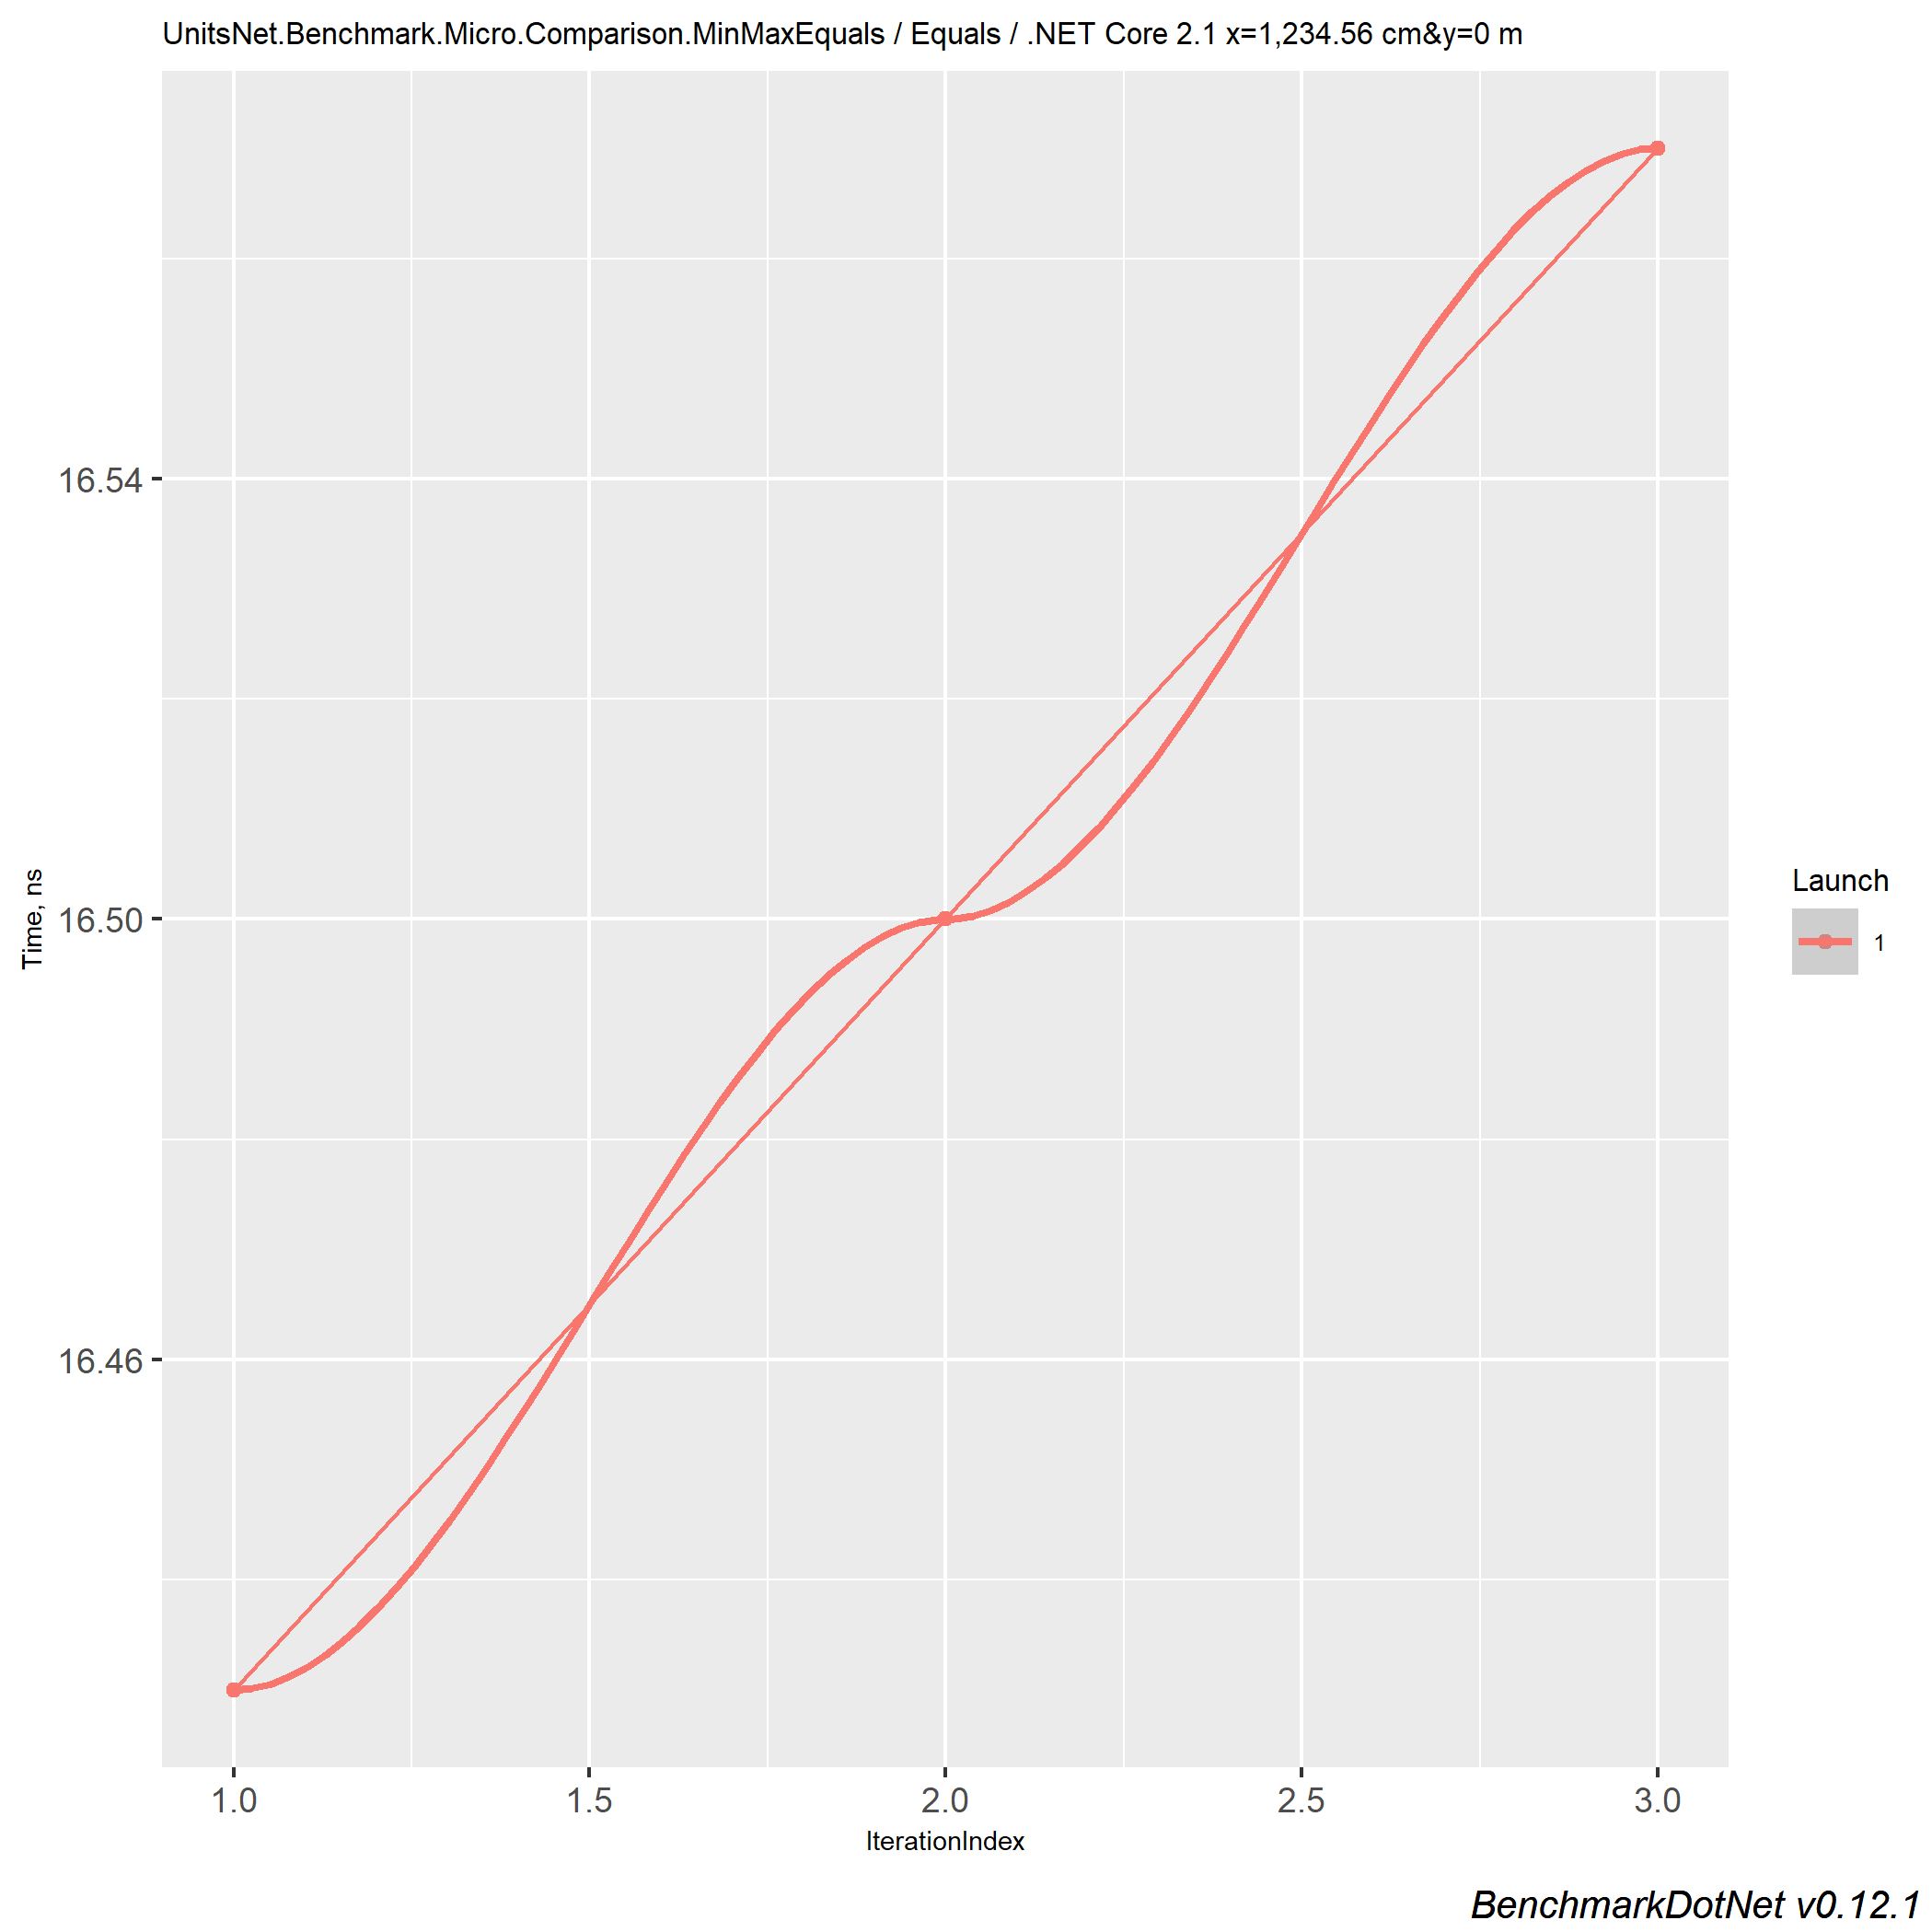 UnitsNet.Benchmark.Micro.Comparison.MinMaxEquals / Equals / .NET Core 2.1 x=1,234.56 cm&y=0 m
Time, ns
16.54
16.50
16.46
1.0 1.5 2.0 2.5 3.0
IterationIndex
Launch
1
BenchmarkDotNet v0.12.1